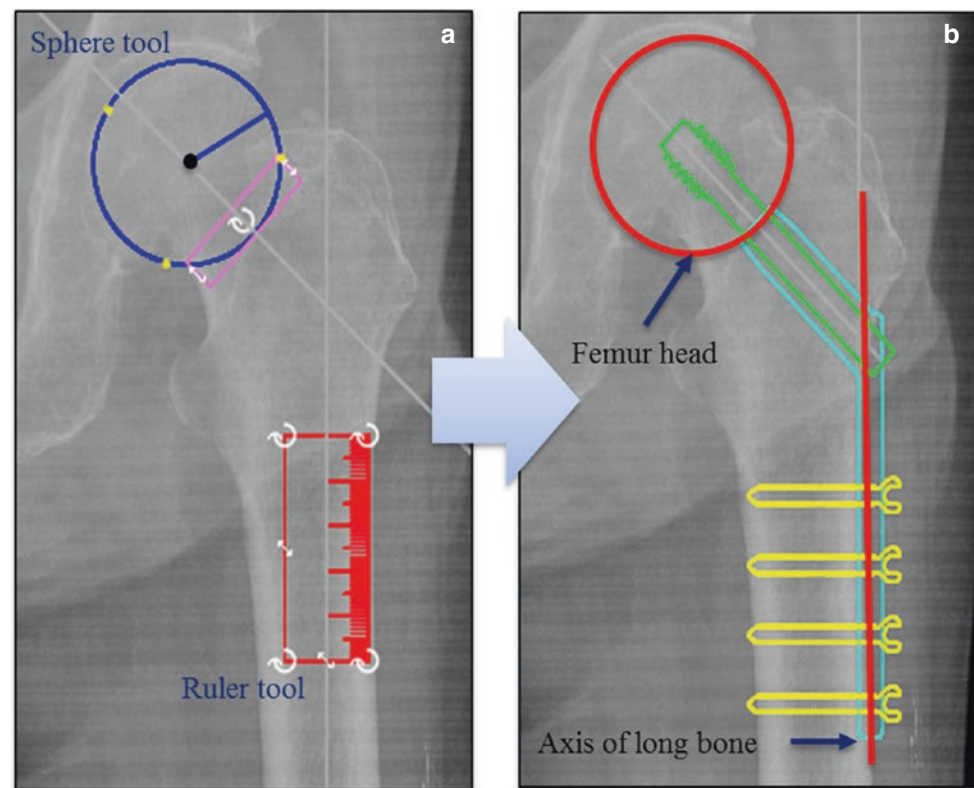 Sphere tool
a
Ruler tool
b
Femur head
Axis of long bone